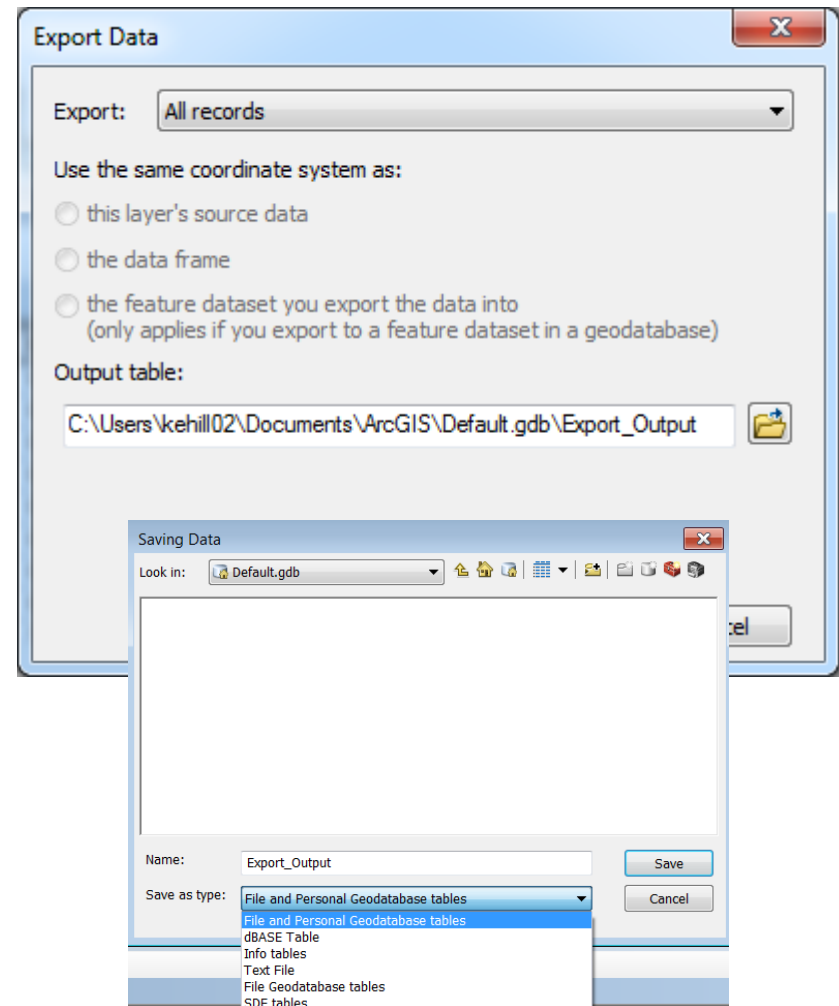 Export Data
Export: All records
Use the same coordinate system as:
this layer's source data
the data frame
the feature dataset you export the data into
(only applies if you export to a feature dataset in a geodatabase)
Output table:
C:\Users\kehill02\Documents\ArcGIS\Default.gdb\Export_Output
Saving Data
Look in: Default.gdb
Name: Export_Output Save
Save as type: File and Personal Geodatabase tables Cancel
File and Personal Geodatabase tables
dBASE Table
Info tables
Text File
File Geodatabase tables
SDE tables